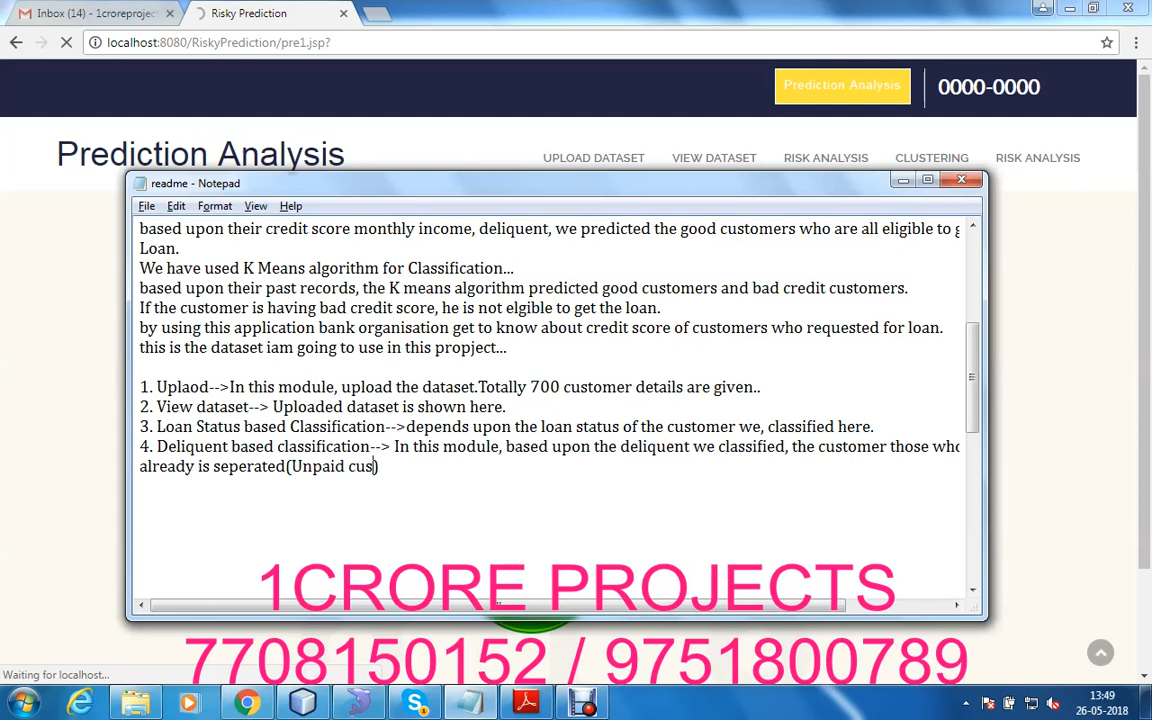 Inbox (14) - 1croreproject
Risky Prediction
localhost:8080/RiskyPrediction/pre1.jsp?
Prediction Analysis
0000-0000
Prediction Analysis
UPLOAD DATASET VIEW DATASET RISK ANALYSIS CLUSTERING RISK ANALYSIS
readme - Notepad
File Edit Format View Help
based upon their credit score monthly income, deliquent, we predicted the good customers who are all eligible to g
Loan.
We have used K Means algorithm for Classification...
based upon their past records, the K means algorithm predicted good customers and bad credit customers.
If the customer is having bad credit score, he is not elgible to get the loan.
by using this application bank organisation get to know about credit score of customers who requested for loan.
this is the dataset iam going to use in this propject...
1. Uplaod-->In this module, upload the dataset.Totally 700 customer details are given..
2. View dataset--> Uploaded dataset is shown here.
3. Loan Status based Classification-->depends upon the loan status of the customer we, classified here.
4. Deliquent based classification--> In this module, based upon the deliquent we classified, the customer those who
already is seperated(Unpaid cus)
1CRORE PROJECTS
7708150152 / 9751800789
Waiting for localhost...
13:49
26-05-2018